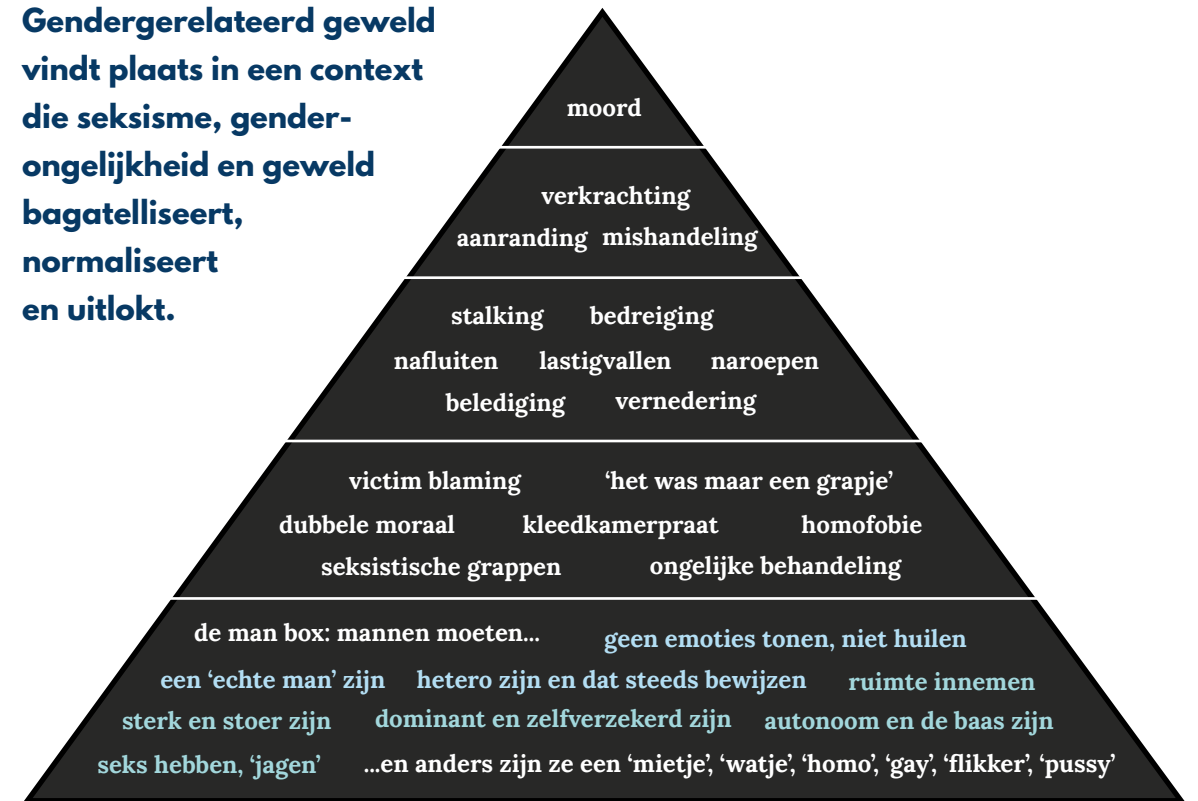 Gendergerelateerd geweld
vindt plaats in een context
die seksisme, gender-
ongelijkheid en geweld
bagatelliseert,
normaliseert
en uitlokt.
moord
verkrachting
aanranding mishandeling
stalking bedreiging
nafluiten lastigvallen naroepen
belediging vernedering
victim blaming ‘het was maar een grapje’
dubbele moraal kleedkamerpraat homofobie
seksistische grappen ongelijke behandeling
de man box: mannen moeten... geen emoties tonen, niet huilen
een ‘echte man’ zijn hetero zijn en dat steeds bewijzen ruimte innemen
sterk en stoer zijn dominant en zelfverzekerd zijn autonoom en de baas zijn
seks hebben, ‘jagen’ ...en anders zijn ze een ‘mietje’, ‘watje’, ‘homo’, ‘gay’, ‘flikker’, ‘pussy’